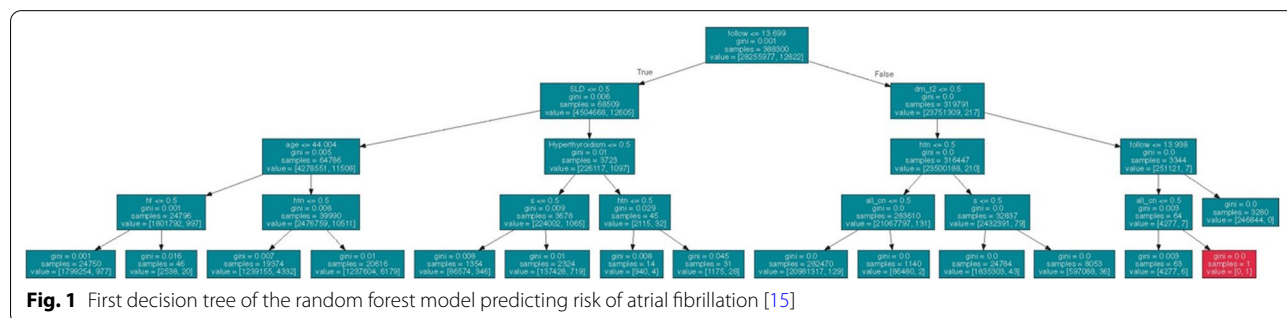 follow <= 13.699
gini = 0.001
samples = 388300
value = [28255977, 12822]
True
False
SLD <= 0.5
gini = 0.006
samples = 68509
value = [4504668, 12605]
dm_t2 <= 0.5
gini = 0.0
samples = 319791
value = [23751309, 217]
age <= 44.004
gini = 0.005
samples = 64786
value = [4278551, 11508]
Hyperthyroidism <= 0.5
gini = 0.01
samples = 3723
value = [226117, 1097]
htn <= 0.5
gini = 0.0
samples = 316447
value = [23500188, 210]
follow <= 13.938
gini = 0.0
samples = 3344
value = [251121, 7]
hf <= 0.5
gini = 0.001
samples = 24796
value = [1801792, 997]
htn <= 0.5
gini = 0.008
samples = 39990
value = [2476759, 10511]
s <= 0.5
gini = 0.009
samples = 3678
value = [224002, 1065]
htn <= 0.5
gini = 0.029
samples = 45
value = [2115, 32]
all_cn <= 0.5
gini = 0.0
samples = 283610
value = [21067797, 131]
s <= 0.5
gini = 0.0
samples = 32837
value = [2432391, 79]
all_cn <= 0.5
gini = 0.003
samples = 64
value = [4277, 7]
gini = 0.0
samples = 3280
value = [246844, 0]
gini = 0.001
samples = 24750
value = [1799254, 977]
gini = 0.016
samples = 46
value = [2538, 20]
gini = 0.007
samples = 19374
value = [1239155, 4332]
gini = 0.01
samples = 20616
value = [1237604, 6179]
gini = 0.008
samples = 1354
value = [86574, 346]
gini = 0.01
samples = 2324
value = [137428, 719]
gini = 0.008
samples = 14
value = [940, 4]
gini = 0.045
samples = 31
value = [1175, 28]
gini = 0.0
samples = 282470
value = [20981317, 129]
gini = 0.0
samples = 1140
value = [86480, 2]
gini = 0.0
samples = 24784
value = [1835303, 43]
gini = 0.0
samples = 8053
value = [597088, 36]
gini = 0.003
samples = 63
value = [4277, 6]
gini = 0.0
samples = 1
value = [0, 1]
Fig. 1 First decision tree of the random forest model predicting risk of atrial fibrillation [15]